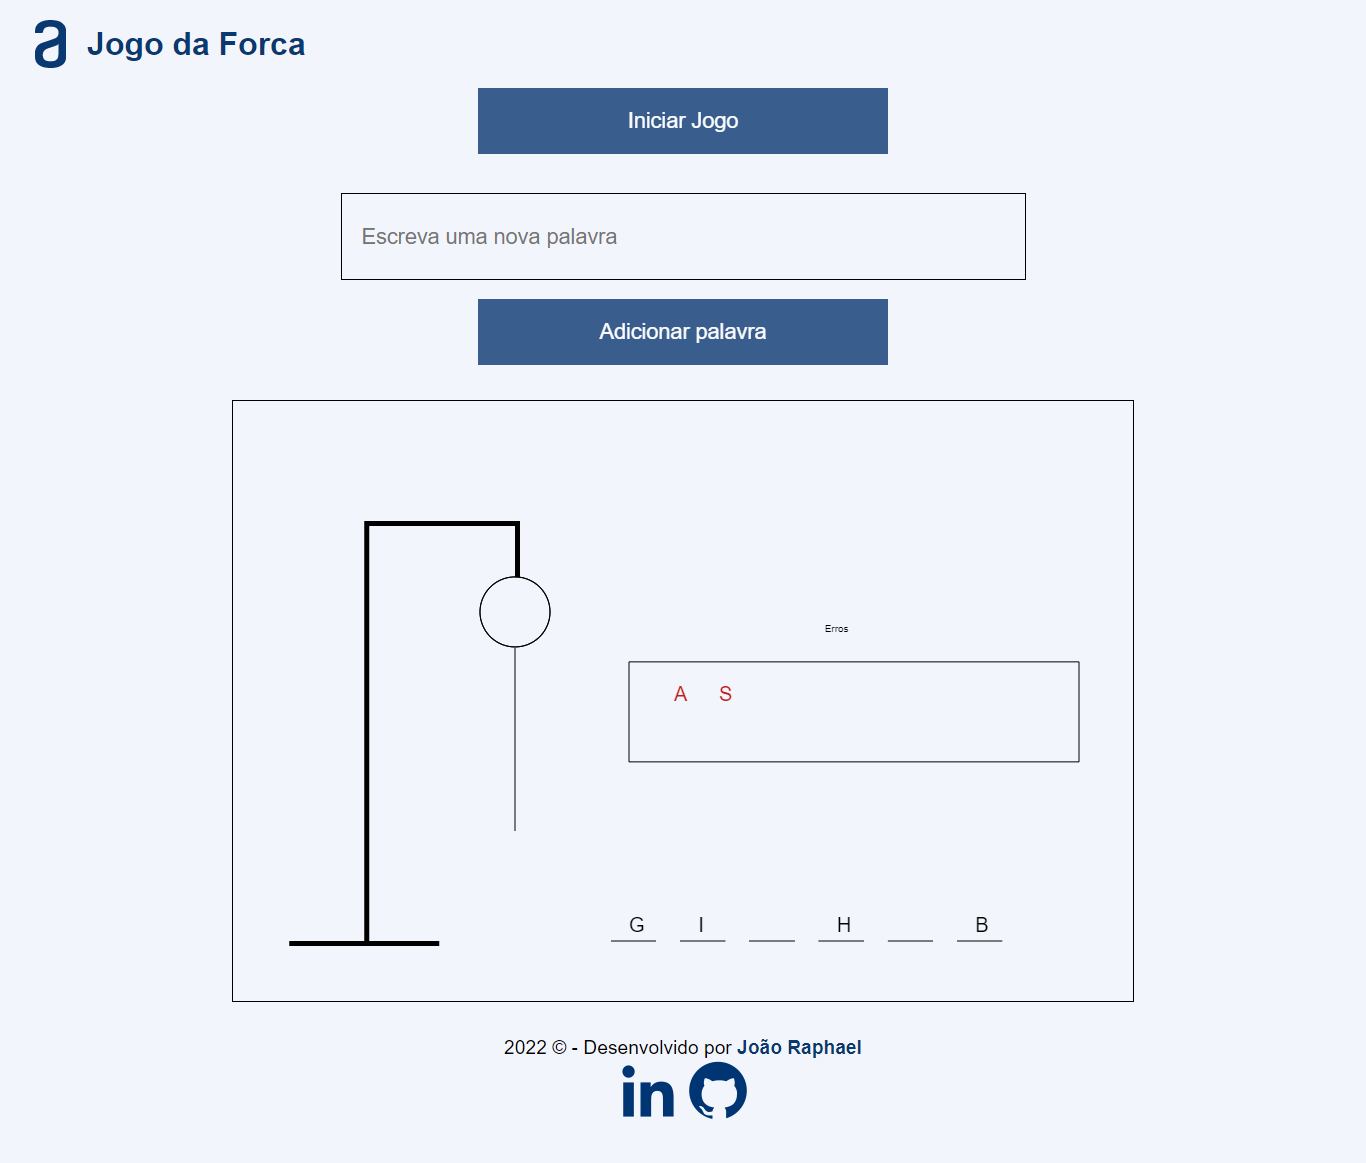 a Jogo da Forca
Iniciar Jogo
Escreva uma nova palavra
Adicionar palavra
Erros
A S
G I H B
2022 © - Desenvolvido por João Raphael
in